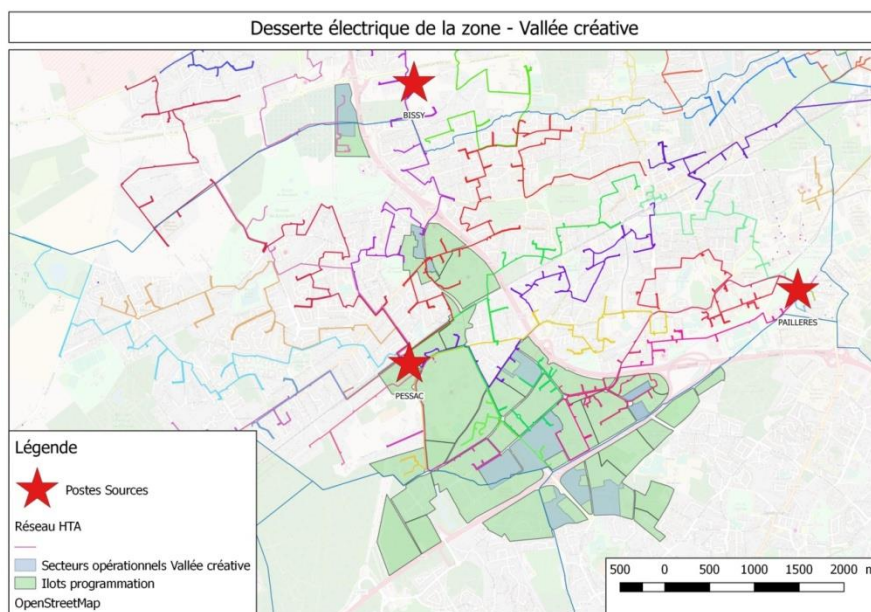 Desserte électrique de la zone - Vallée créative
BISSY
PAILLERES
PESSAC
Légende
Postes Sources
Réseau HTA
Secteurs opérationnels Vallée créative
Ilots programmation
OpenStreetMap
500 0 500 1000 1500 2000 m